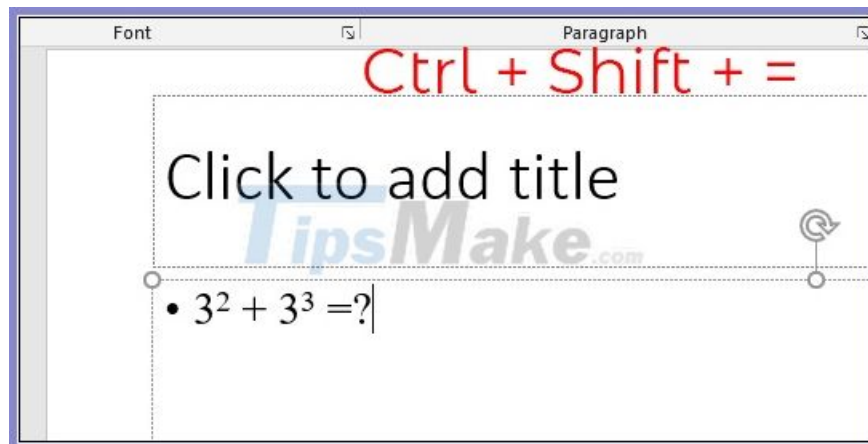 Font Paragraph
Ctrl + Shift + =
Click to add title
TipsMake.com
• 3² + 3³ =?